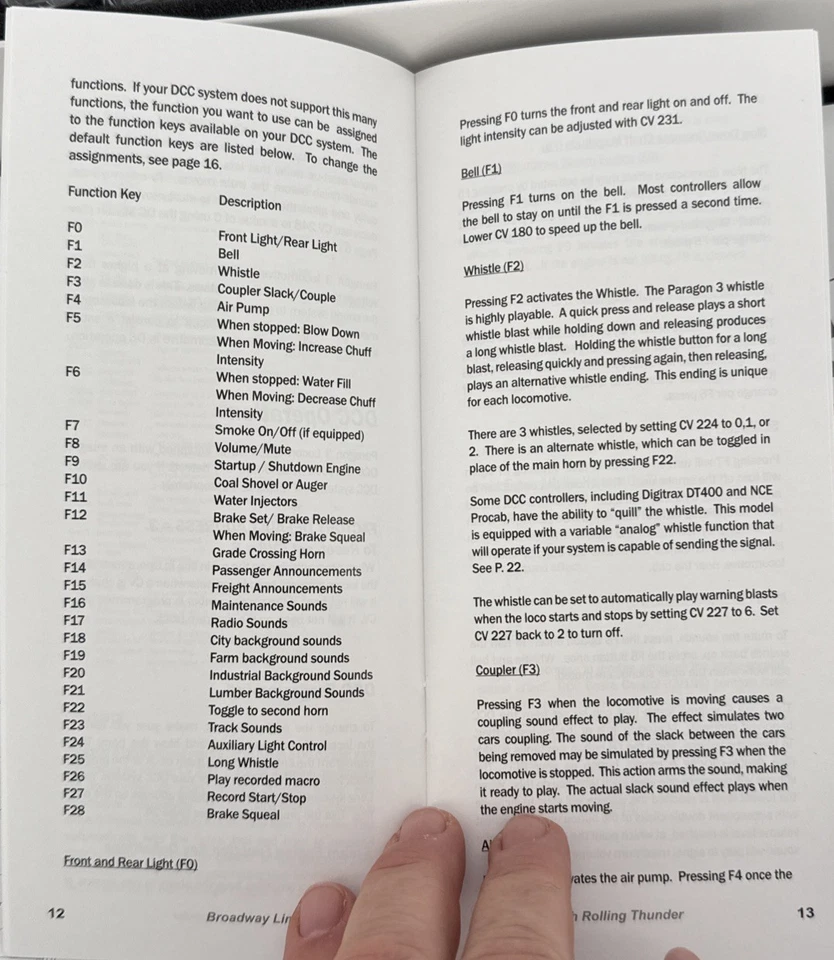 functions. If your DCC system does not support this many
functions, the function you want to use can be assigned
to the function keys available on your DCC system. The
default function keys are listed below. To change the
assignments, see page 16.
Function Key Description
F0 Front Light/Rear Light
F1 Bell
F2 Whistle
F3 Coupler Slack/Couple
F4 Air Pump
F5 When stopped: Blow Down
When Moving: Increase Chuff
Intensity
F6 When stopped: Water Fill
When Moving: Decrease Chuff
Intensity
F7 Smoke On/Off (if equipped)
F8 Volume/Mute
F9 Startup / Shutdown Engine
F10 Coal Shovel or Auger
F11 Water Injectors
F12 Brake Set/ Brake Release
When Moving: Brake Squeal
F13 Grade Crossing Horn
F14 Passenger Announcements
F15 Freight Announcements
F16 Maintenance Sounds
F17 Radio Sounds
F18 City background sounds
F19 Farm background sounds
F20 Industrial Background Sounds
F21 Lumber Background Sounds
F22 Toggle to second horn
F23 Track Sounds
F24 Auxiliary Light Control
F25 Long Whistle
F26 Play recorded macro
F27 Record Start/Stop
F28 Brake Squeal
Front and Rear Light (F0)
12 Broadway
Pressing F0 turns the front and rear light on and off. The
light intensity can be adjusted with CV 231.
Bell (F1)
Pressing F1 turns on the bell. Most controllers allow
the bell to stay on until the F1 is pressed a second time.
Lower CV 180 to speed up the bell.
Whistle (F2)
Pressing F2 activates the Whistle. The Paragon 3 whistle
is highly playable. A quick press and release plays a short
whistle blast while holding down and releasing produces
a long whistle blast. Holding the whistle button for a long
blast, releasing quickly and pressing again, then releasing,
plays an alternative whistle ending. This ending is unique
for each locomotive.
There are 3 whistles, selected by setting CV 224 to 0,1, or
2. There is an alternate whistle, which can be toggled in
place of the main horn by pressing F22.
Some DCC controllers, including Digitrax DT400 and NCE
Procab, have the ability to “quill” the whistle. This model
is equipped with a variable “analog” whistle function that
will operate if your system is capable of sending the signal.
See P. 22.
The whistle can be set to automatically play warning blasts
when the loco starts and stops by setting CV 227 to 6. Set
CV 227 back to 2 to turn off.
Coupler (F3)
Pressing F3 when the locomotive is moving causes a
coupling sound effect to play. The effect simulates two
cars coupling. The sound of the slack between the cars
being removed may be simulated by pressing F3 when the
locomotive is stopped. This action arms the sound, making
it ready to play. The actual slack sound effect plays when
the engine starts moving.
the air pump. Pressing F4 once the
Rolling Thunder 13